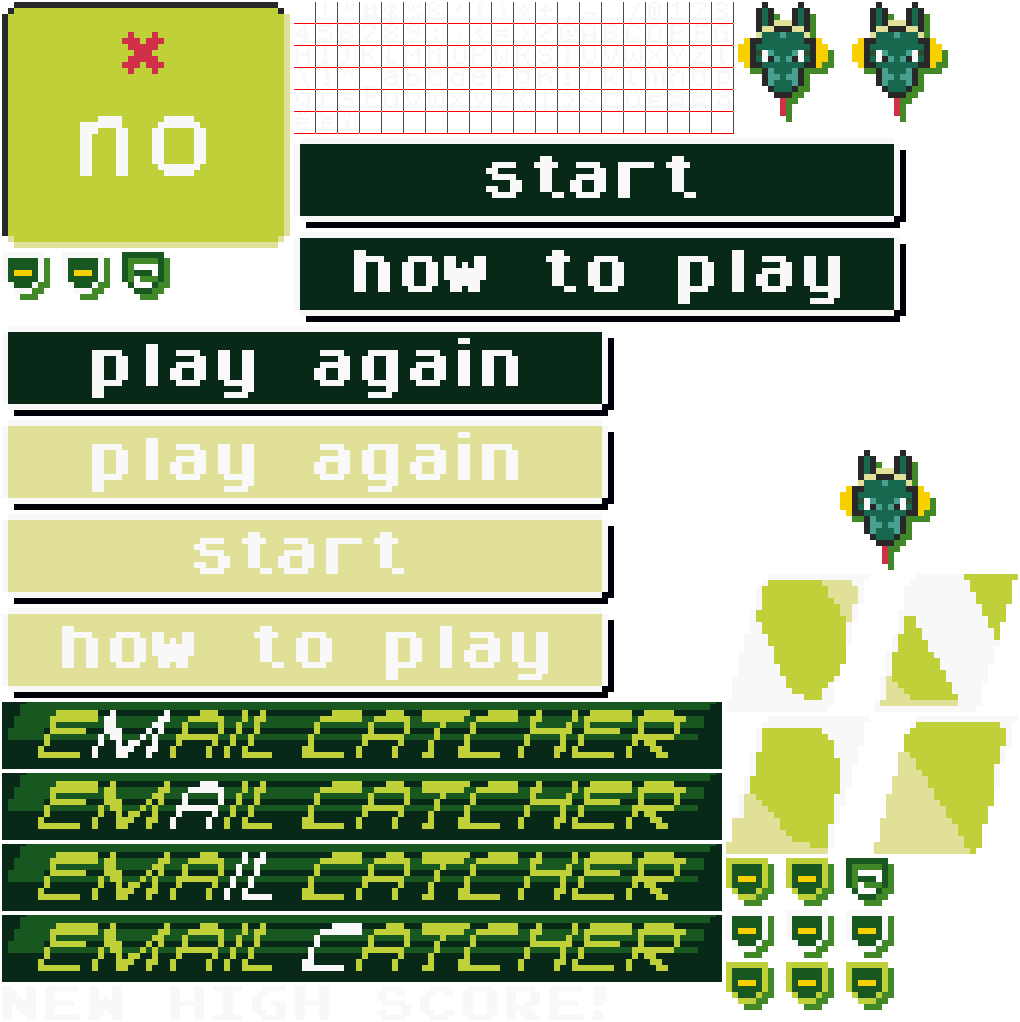 no
start
how to play
play again
play again
start
how to play
EMAIL CATCHER
EMAIL CATCHER
EMAIL CATCHER
EMAIL CATCHER
NEW HIGH SCORE!